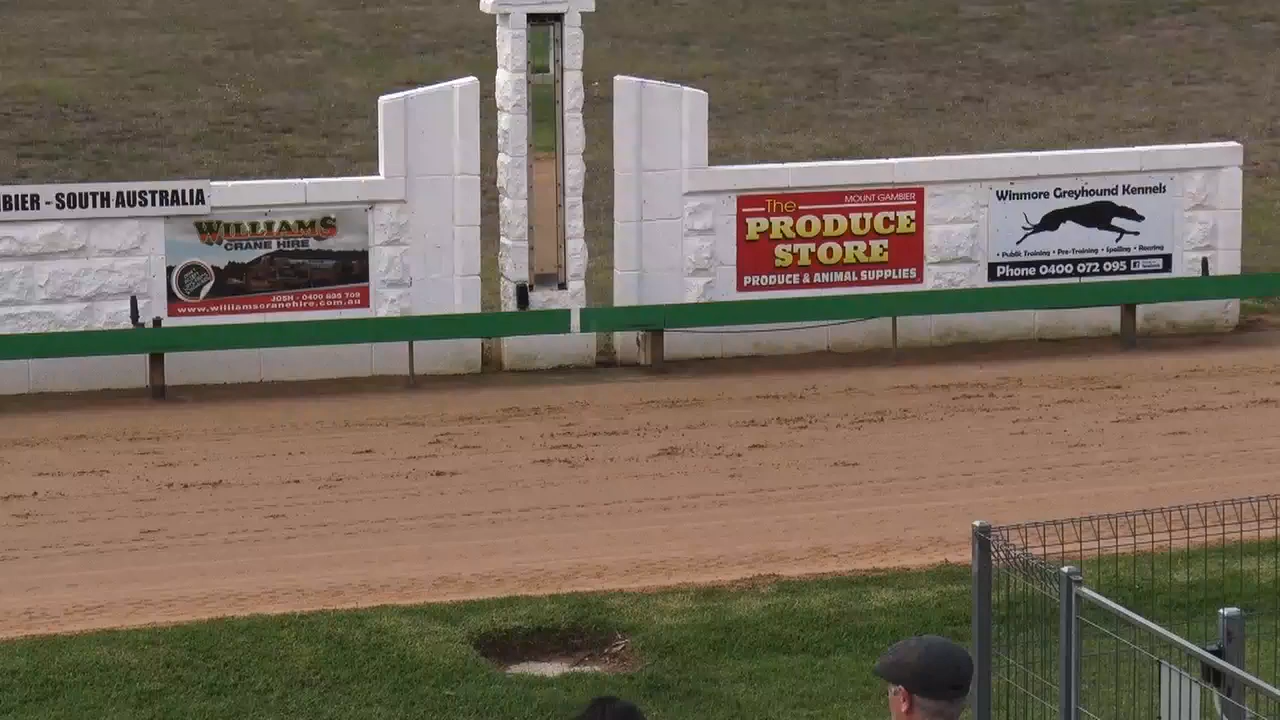 BIER - SOUTH AUSTRALIA
WILLIAMS
CRANE HIRE
JOSH - 0400 835 709
www.williamscranehire.com.au
MOUNT GAMBIER
The
PRODUCE
STORE
PRODUCE & ANIMAL SUPPLIES
Winmore Greyhound Kennels
• Public Training • Pre-Training • Spelling • Rearing
Phone 0400 072 095